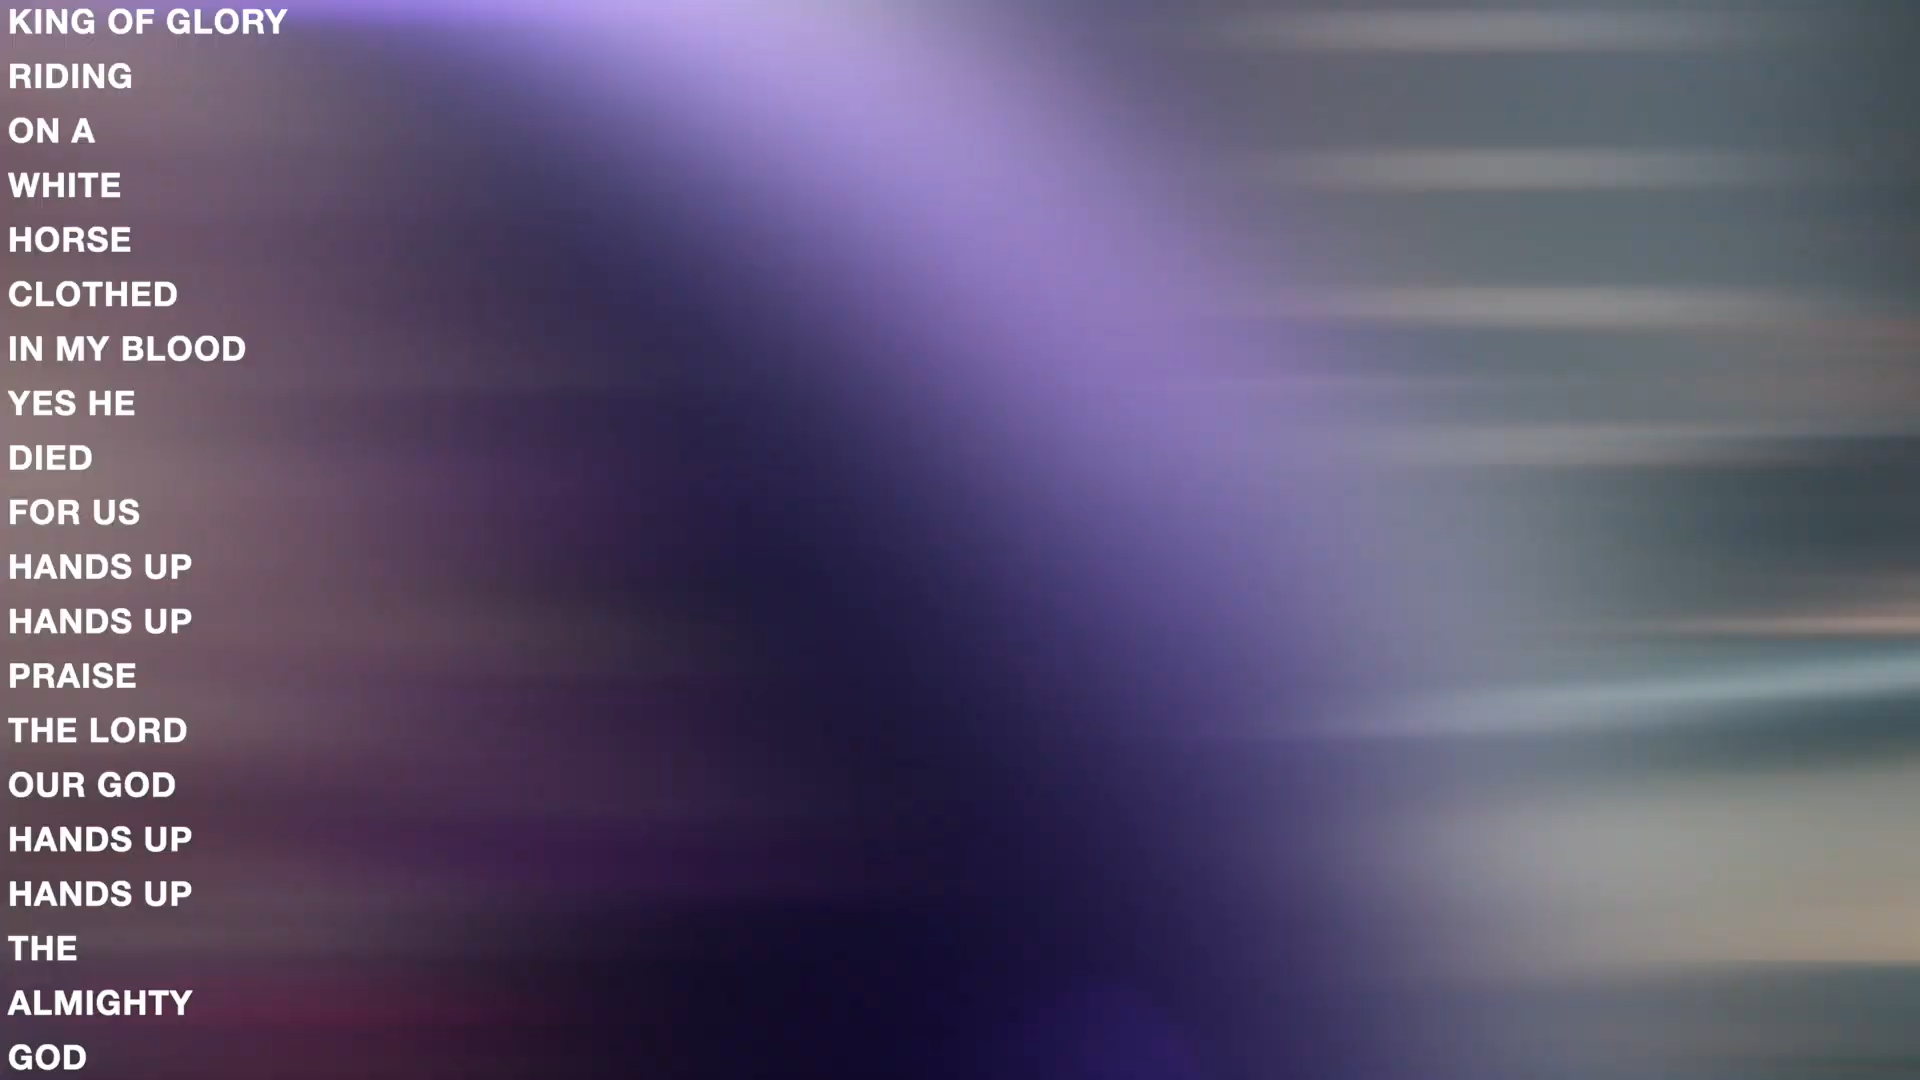 KING OF GLORY
RIDING
ON A
WHITE
HORSE
CLOTHED
IN MY BLOOD
YES HE
DIED
FOR US
HANDS UP
HANDS UP
PRAISE
THE LORD
OUR GOD
HANDS UP
HANDS UP
THE
ALMIGHTY
GOD